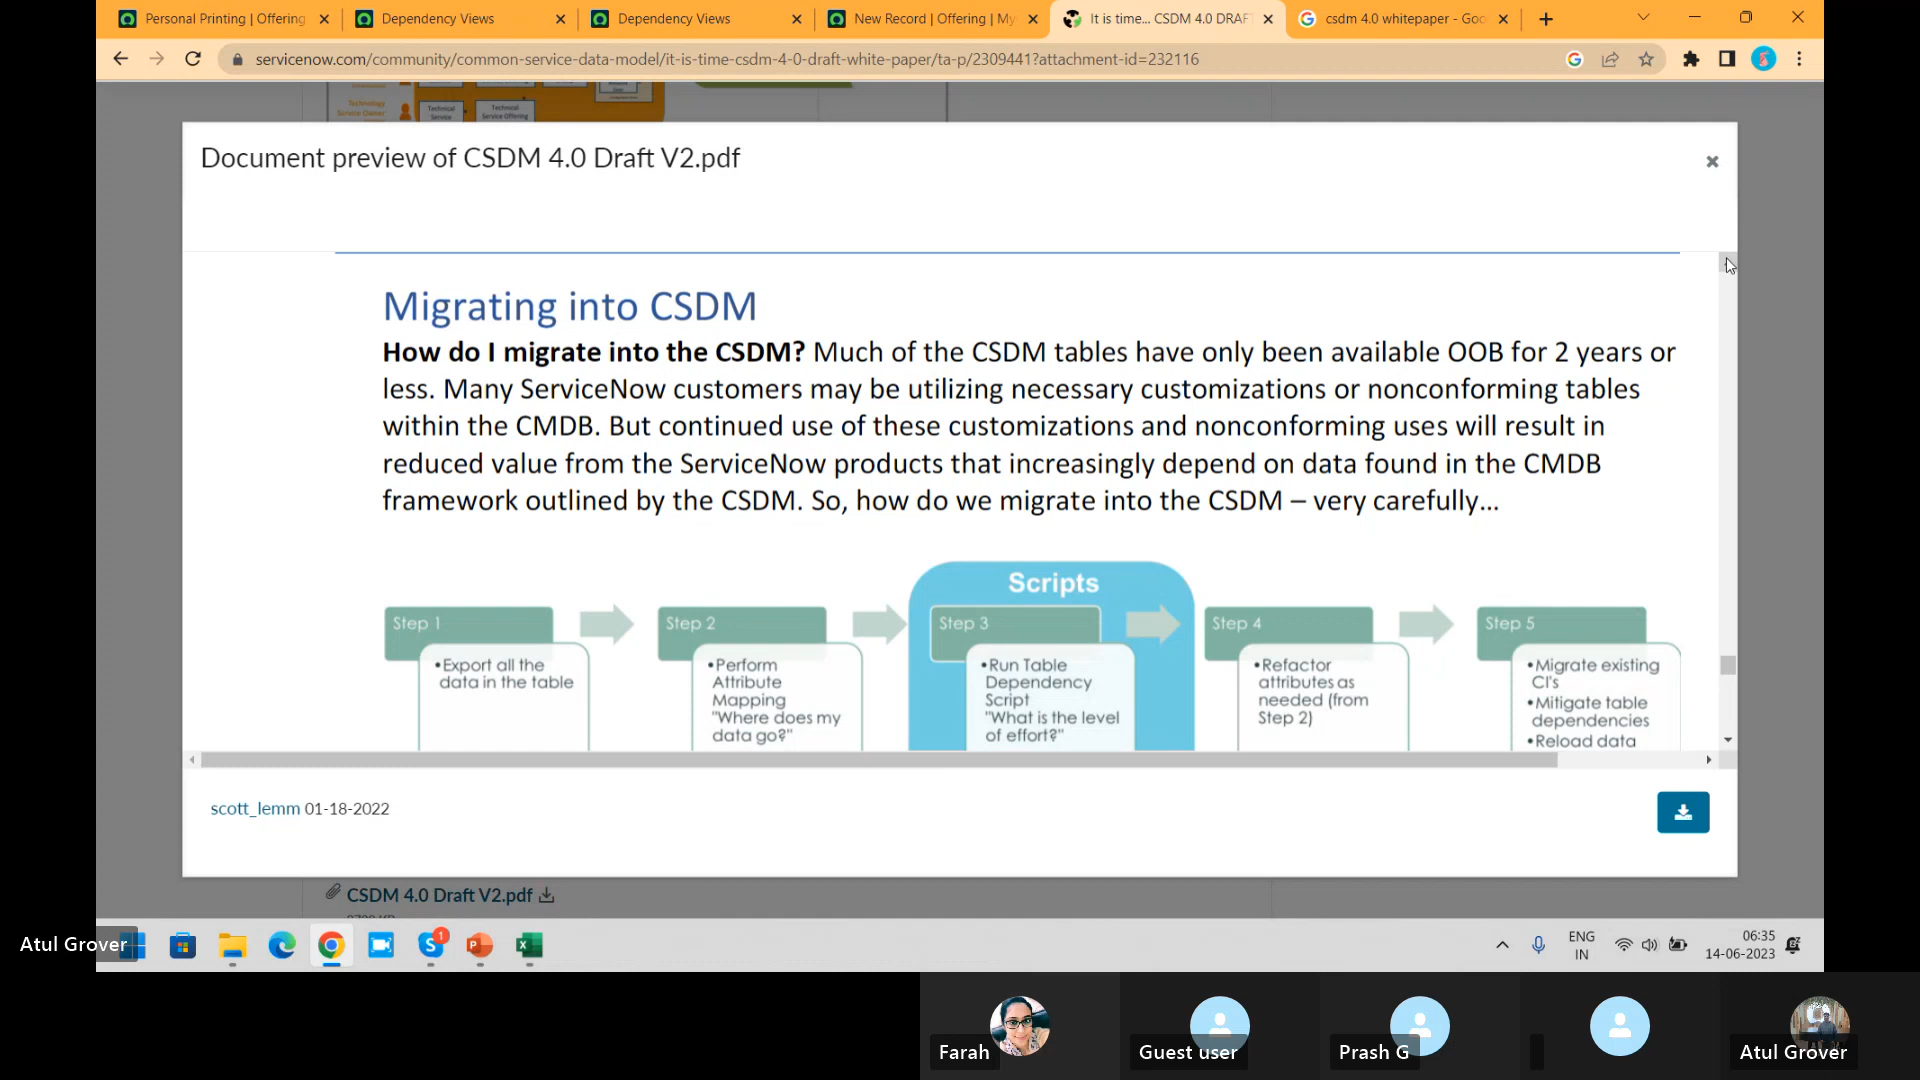 Personal Printing | Offering
Dependency Views
Dependency Views
New Record | Offering | My
It is time... CSDM 4.0 DRAF
csdm 4.0 whitepaper - Goo
servicenow.com/community/common-service-data-model/it-is-time-csdm-4-0-draft-white-paper/ta-p/2309441?attachment-id=232116
Technology
Service Owner
Technical
Service
Technical
Service Offering
Document preview of CSDM 4.0 Draft V2.pdf
Migrating into CSDM
How do I migrate into the CSDM? Much of the CSDM tables have only been available OOB for 2 years or
less. Many ServiceNow customers may be utilizing necessary customizations or nonconforming tables
within the CMDB. But continued use of these customizations and nonconforming uses will result in
reduced value from the ServiceNow products that increasingly depend on data found in the CMDB
framework outlined by the CSDM. So, how do we migrate into the CSDM – very carefully...
Scripts
Step 1
•Export all the
data in the table
Step 2
•Perform
Attribute
Mapping
"Where does my
data go?"
Step 3
•Run Table
Dependency
Script
"What is the level
of effort?"
Step 4
•Refactor
attributes as
needed (from
Step 2)
Step 5
•Migrate existing
CI's
•Mitigate table
dependencies
•Reload data
scott_lemm 01-18-2022
CSDM 4.0 Draft V2.pdf
Atul Grover
1
ENG
IN
06:35
14-06-2023
Farah
Guest user
Prash G
Atul Grover